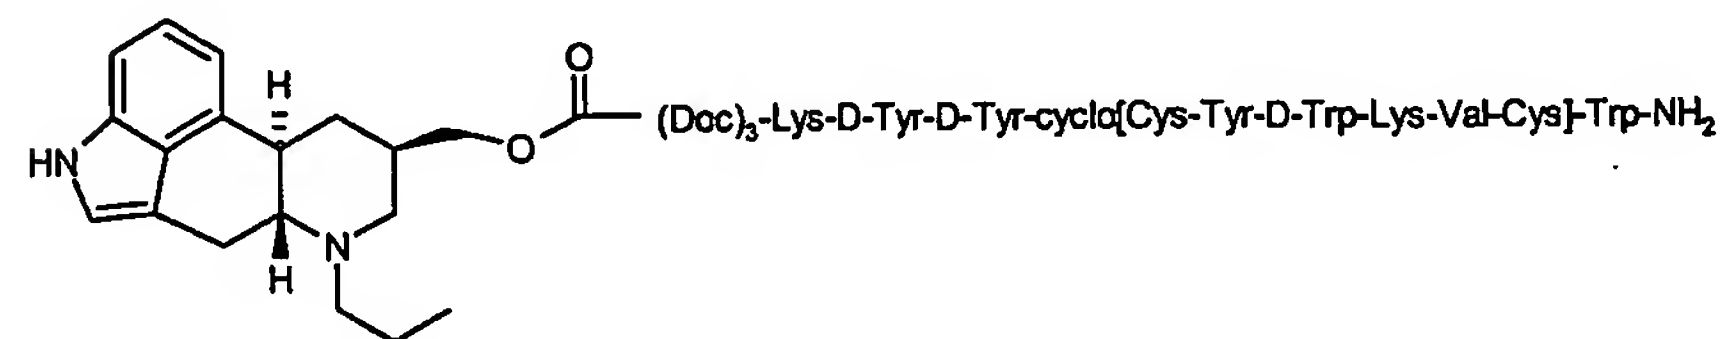 O
H
(Doc)₃-Lys-D-Tyr-D-Tyr-cyclo[Cys-Tyr-D-Trp-Lys-Val-Cys]-Trp-NH₂
O
HN
N
H